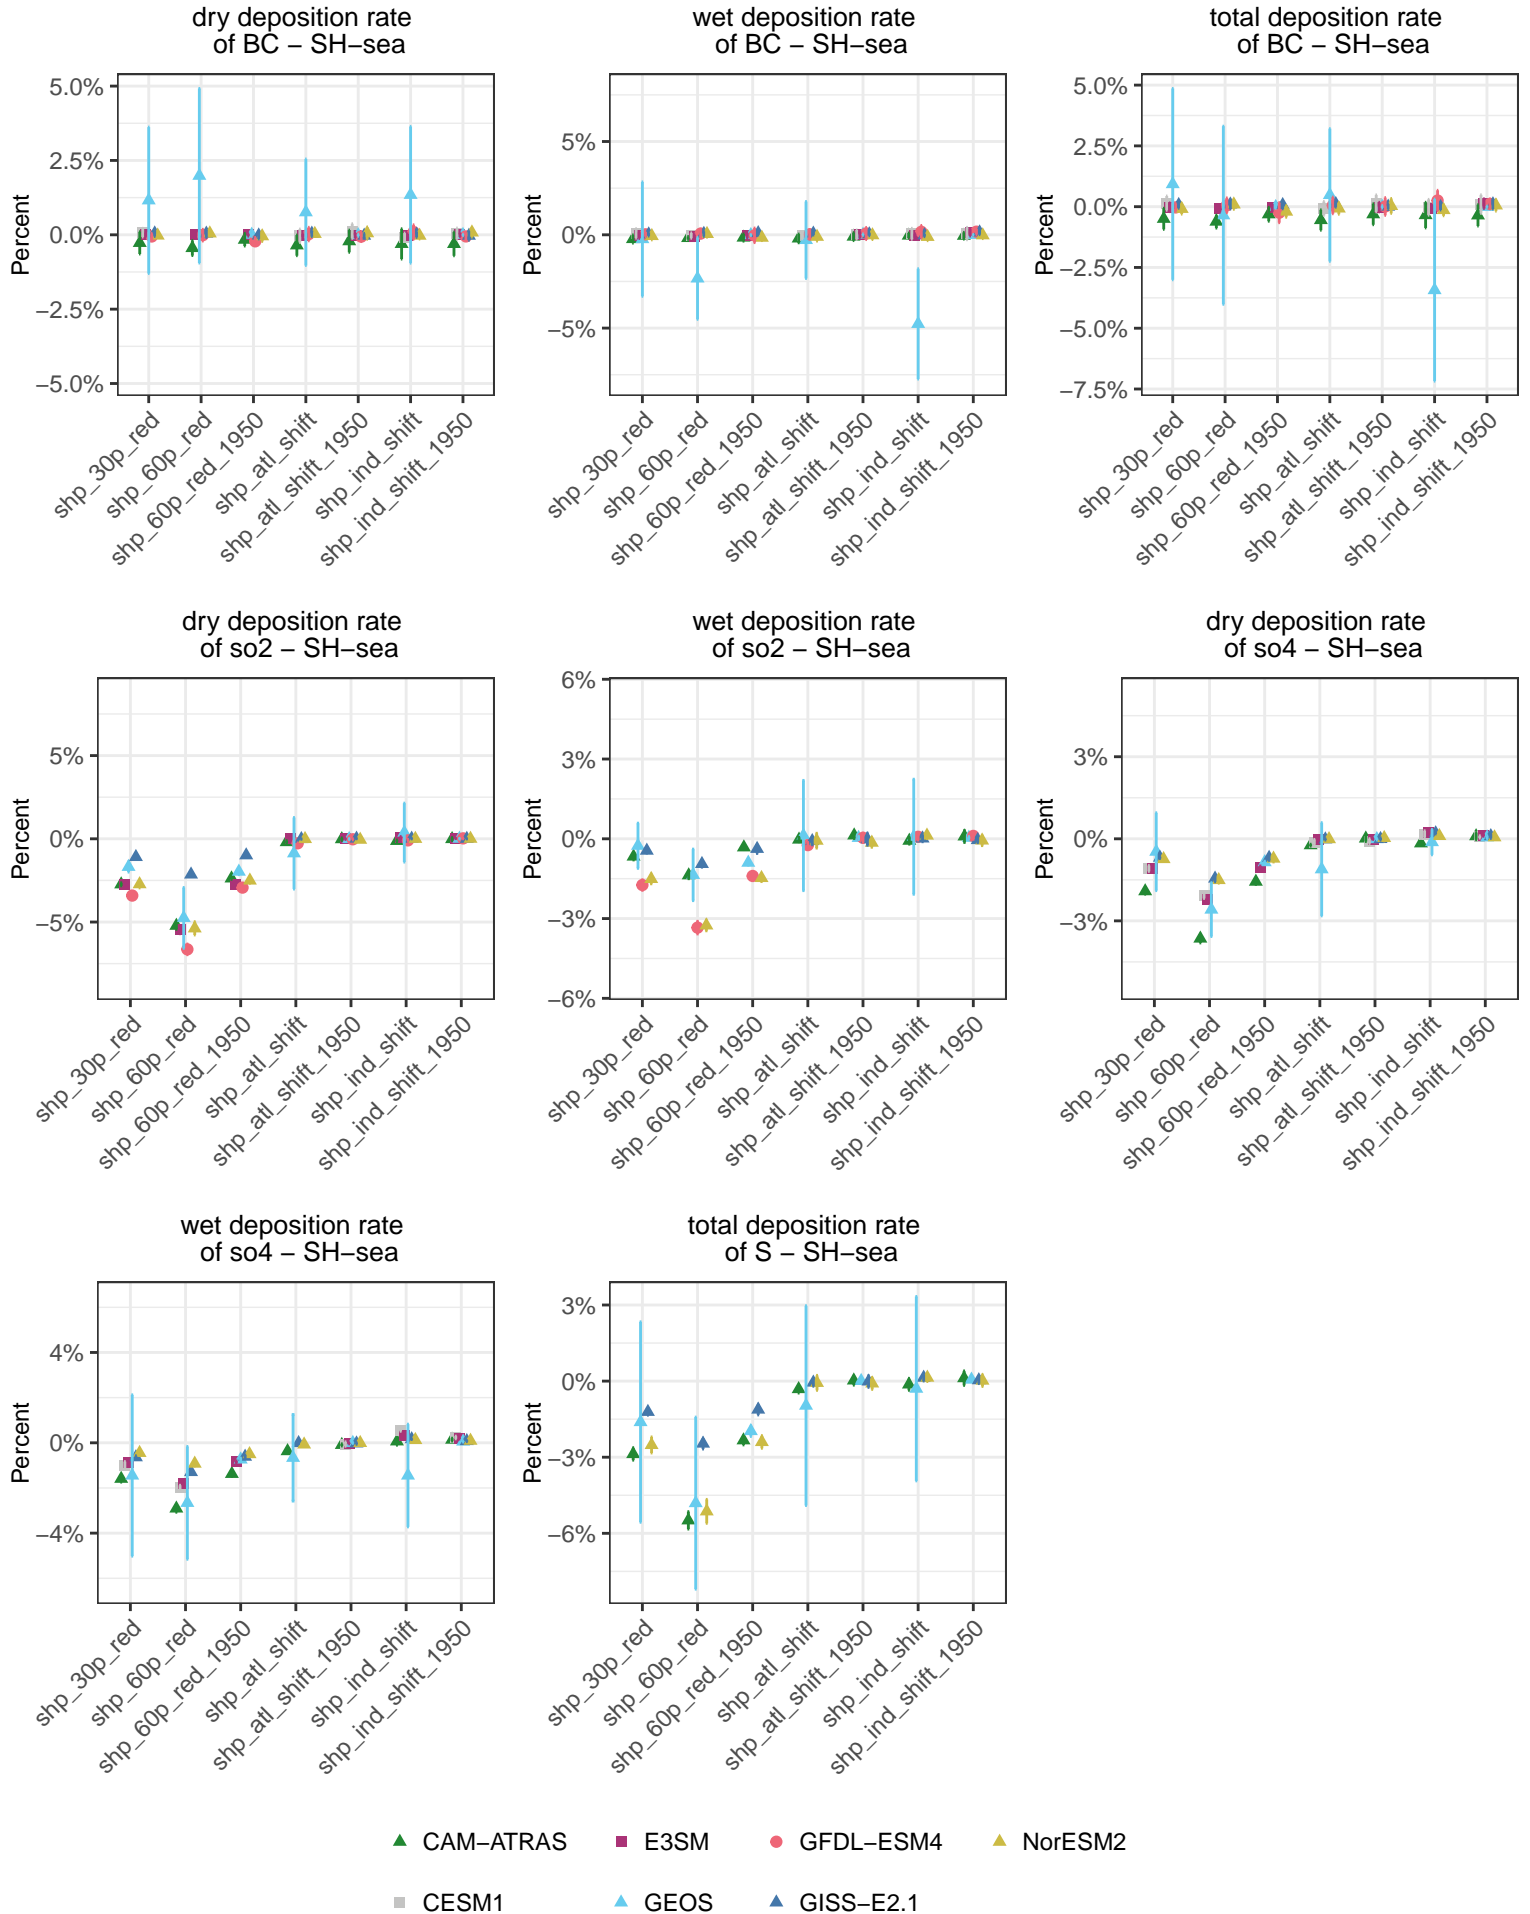 dry deposition rate
of BC − SH−sea
wet deposition rate
of BC − SH−sea
total deposition rate
of BC − SH−sea
Percent
5.0%
2.5%
0.0%
−2.5%
−5.0%
shp_30p_red
shp_60p_red
shp_60p_red_1950
shp_atl_shift
shp_atl_shift_1950
shp_ind_shift
shp_ind_shift_1950
Percent
5%
0%
−5%
shp_30p_red
shp_60p_red
shp_60p_red_1950
shp_atl_shift
shp_atl_shift_1950
shp_ind_shift
shp_ind_shift_1950
Percent
5.0%
2.5%
0.0%
−2.5%
−5.0%
−7.5%
shp_30p_red
shp_60p_red
shp_60p_red_1950
shp_atl_shift
shp_atl_shift_1950
shp_ind_shift
shp_ind_shift_1950
dry deposition rate
of so2 − SH−sea
wet deposition rate
of so2 − SH−sea
dry deposition rate
of so4 − SH−sea
Percent
5%
0%
−5%
shp_30p_red
shp_60p_red
shp_60p_red_1950
shp_atl_shift
shp_atl_shift_1950
shp_ind_shift
shp_ind_shift_1950
Percent
6%
3%
0%
−3%
−6%
shp_30p_red
shp_60p_red
shp_60p_red_1950
shp_atl_shift
shp_atl_shift_1950
shp_ind_shift
shp_ind_shift_1950
Percent
3%
0%
−3%
shp_30p_red
shp_60p_red
shp_60p_red_1950
shp_atl_shift
shp_atl_shift_1950
shp_ind_shift
shp_ind_shift_1950
wet deposition rate
of so4 − SH−sea
total deposition rate
of S − SH−sea
Percent
4%
0%
−4%
shp_30p_red
shp_60p_red
shp_60p_red_1950
shp_atl_shift
shp_atl_shift_1950
shp_ind_shift
shp_ind_shift_1950
Percent
3%
0%
−3%
−6%
shp_30p_red
shp_60p_red
shp_60p_red_1950
shp_atl_shift
shp_atl_shift_1950
shp_ind_shift
shp_ind_shift_1950
CAM−ATRAS
E3SM
GFDL−ESM4
NorESM2
CESM1
GEOS
GISS−E2.1